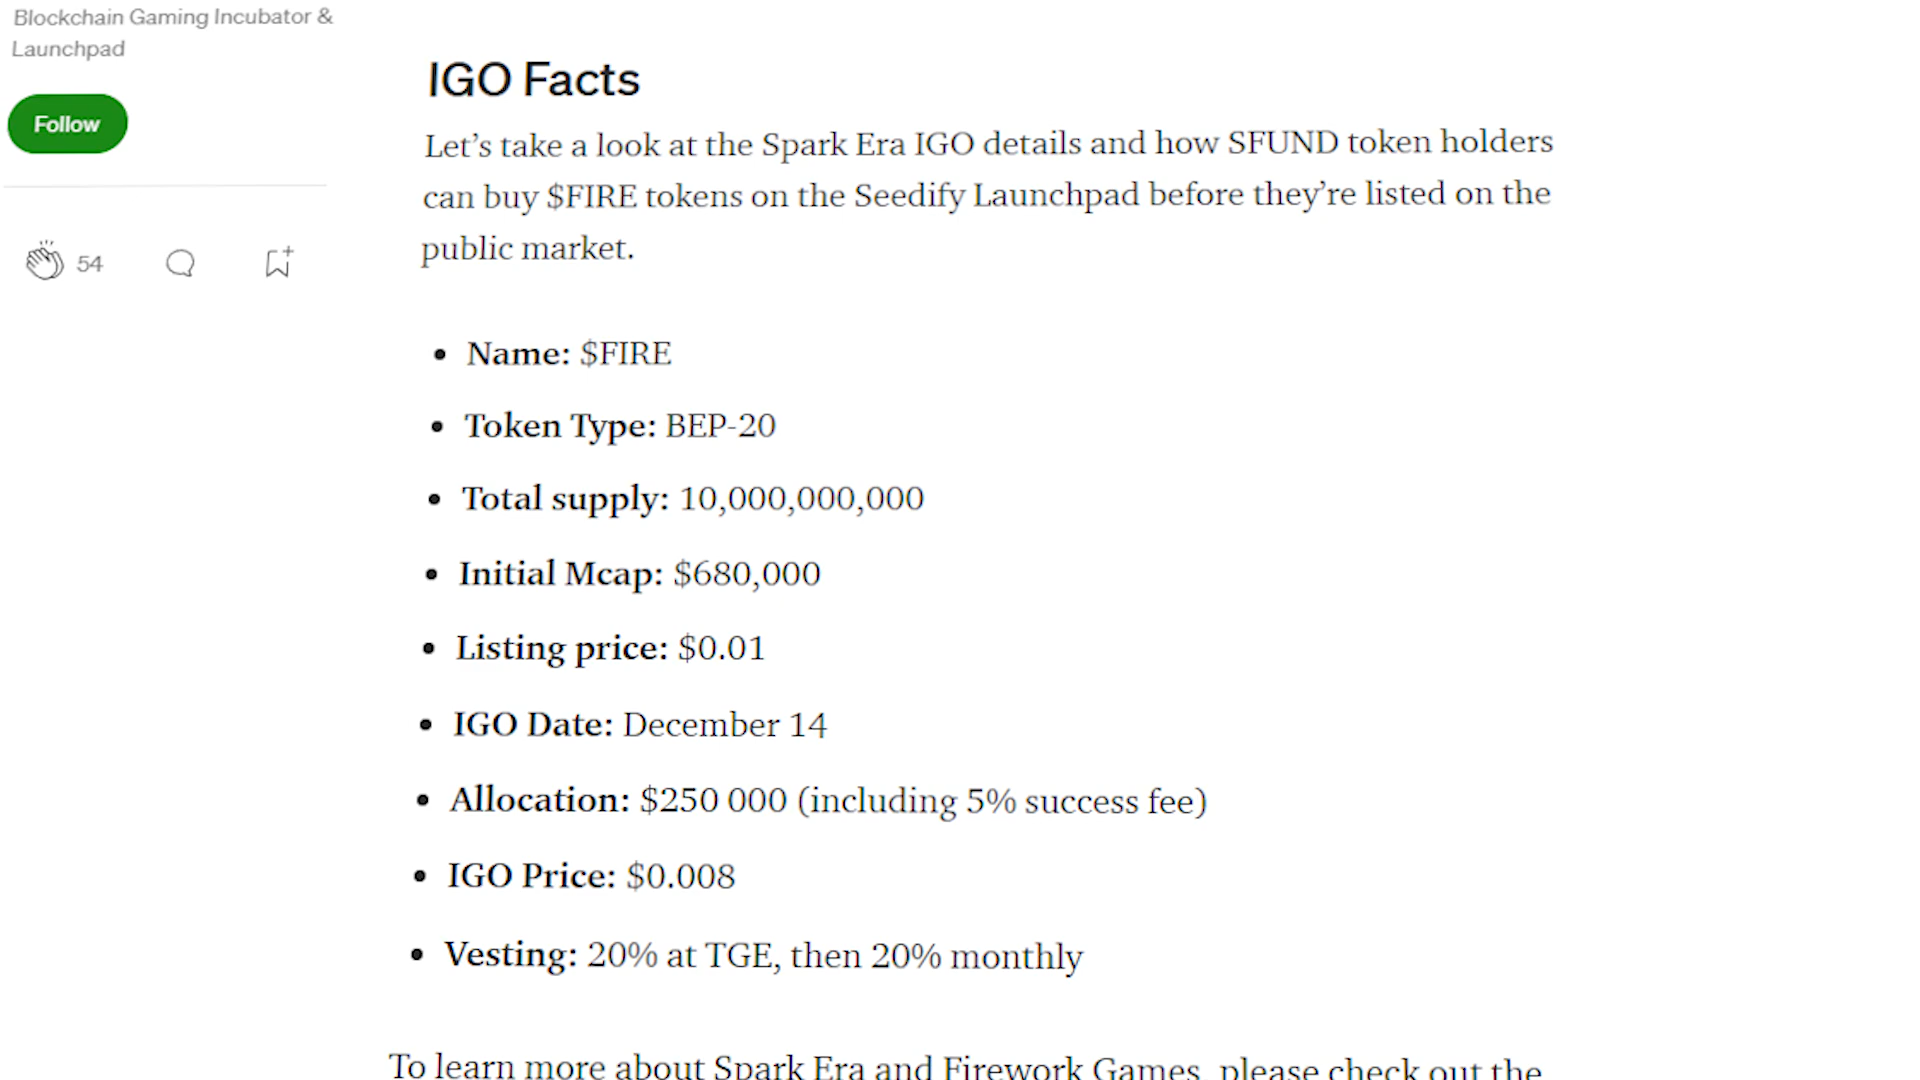 Blockchain Gaming Incubator &
Launchpad
Follow
54
IGO Facts
Let’s take a look at the Spark Era IGO details and how SFUND token holders
can buy $FIRE tokens on the Seedify Launchpad before they’re listed on the
public market.
• Name: $FIRE
• Token Type: BEP-20
• Total supply: 10,000,000,000
• Initial Mcap: $680,000
• Listing price: $0.01
• IGO Date: December 14
• Allocation: $250 000 (including 5% success fee)
• IGO Price: $0.008
• Vesting: 20% at TGE, then 20% monthly
To learn more about Spark Era and Firework Games, please check out the